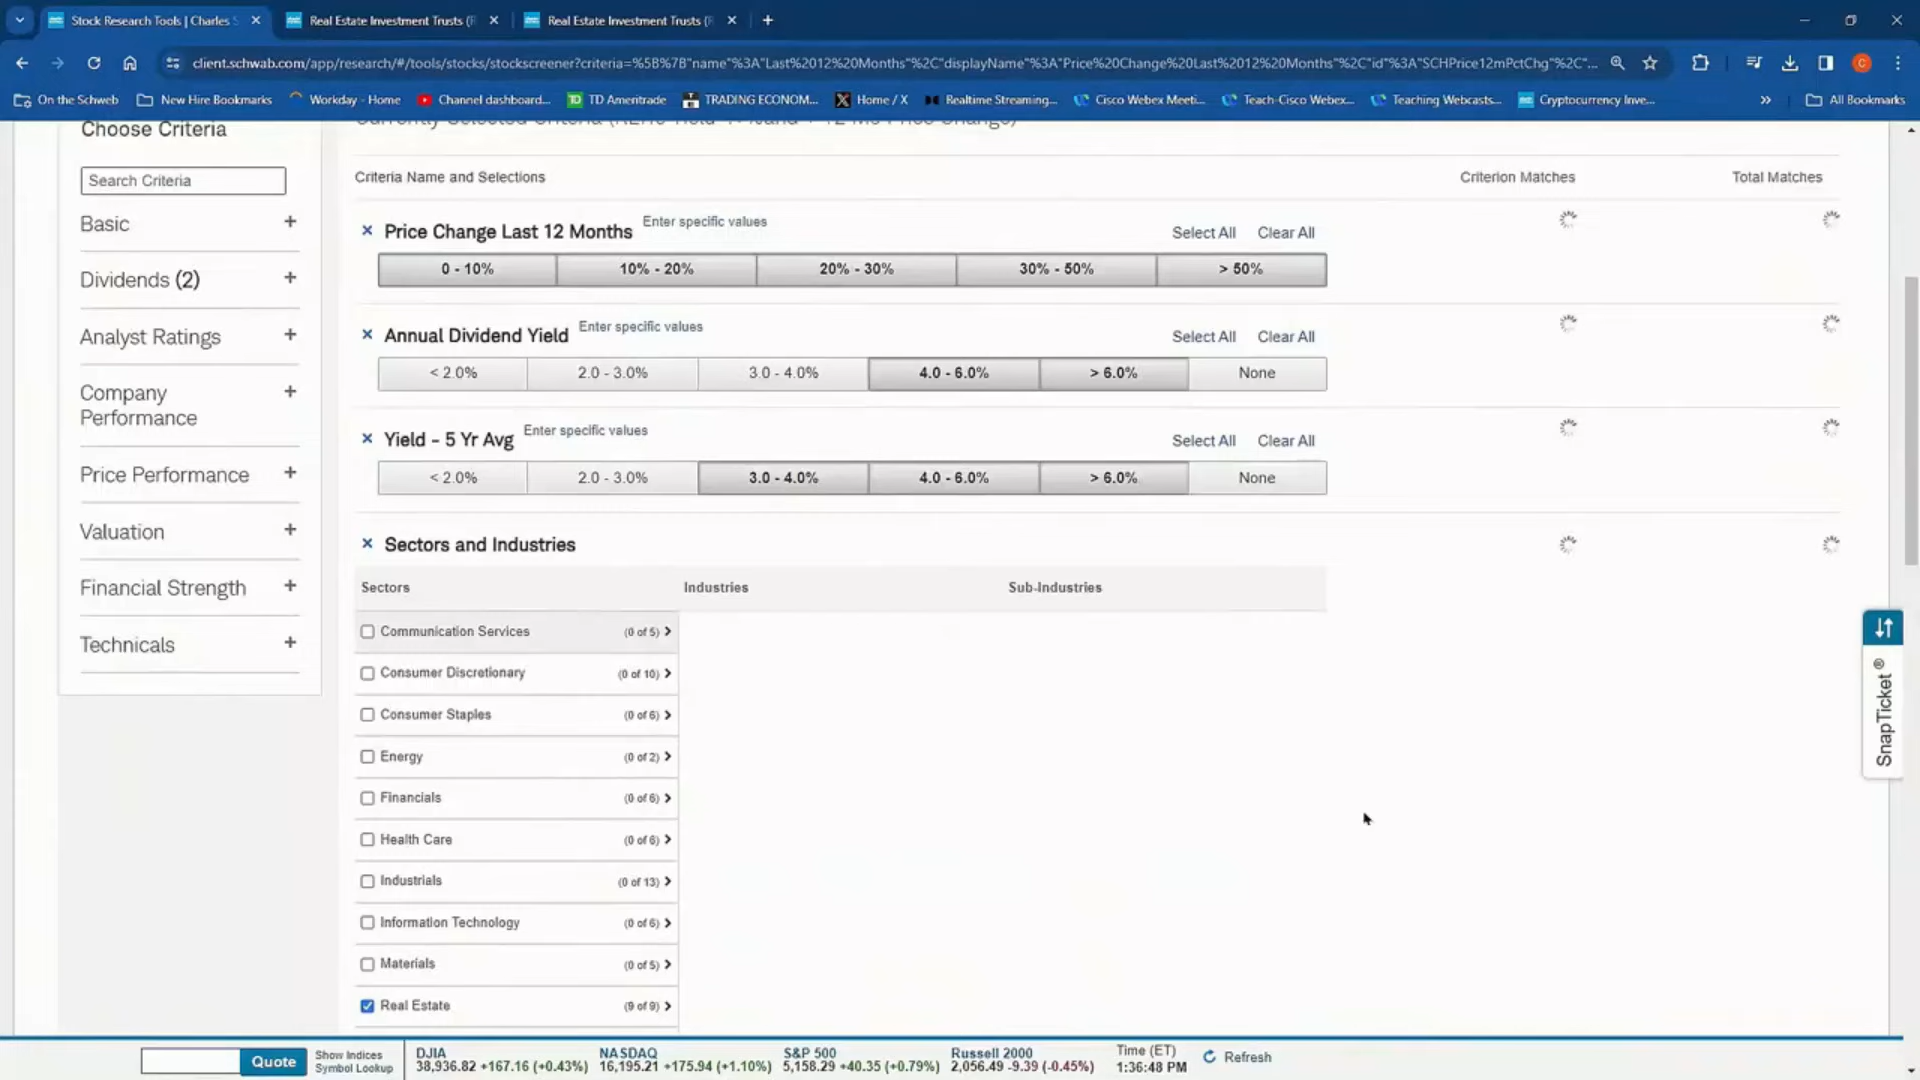 Stock Research Tools | Charles S
Real Estate Investment Trusts (F
Real Estate Investment Trusts (F
client.schwab.com/app/research/#/tools/stocks/stockscreener?criteria=%5B%7B"name"%3A"Last%2012%20Months"%2C"displayName"%3A"Price%20Change%20Last%2012%20Months"%2C"id"%3A"SCHPrice12mPctChg"%2C"...
On the Schweb
New Hire Bookmarks
Workday - Home
Channel dashboard...
TD Ameritrade
TRADING ECONOM...
Home / X
Realtime Streaming...
Cisco Webex Meeti...
Teach-Cisco Webex...
Teaching Webcasts...
Cryptocurrency Inve...
All Bookmarks
Choose Criteria
Search Criteria
Basic
Dividends (2)
Analyst Ratings
Company
Performance
Price Performance
Valuation
Financial Strength
Technicals
Criteria Name and Selections
Criterion Matches
Total Matches
Price Change Last 12 Months
Enter specific values
Select All
Clear All
0 - 10%
10% - 20%
20% - 30%
30% - 50%
> 50%
Annual Dividend Yield
Enter specific values
Select All
Clear All
< 2.0%
2.0 - 3.0%
3.0 - 4.0%
4.0 - 6.0%
> 6.0%
None
Yield - 5 Yr Avg
Enter specific values
Select All
Clear All
< 2.0%
2.0 - 3.0%
3.0 - 4.0%
4.0 - 6.0%
> 6.0%
None
Sectors and Industries
Sectors
Industries
Sub-Industries
Communication Services (0 of 5)
Consumer Discretionary (0 of 10)
Consumer Staples (0 of 6)
Energy (0 of 2)
Financials (0 of 6)
Health Care (0 of 6)
Industrials (0 of 13)
Information Technology (0 of 6)
Materials (0 of 5)
Real Estate (9 of 9)
SnapTicket®
Quote
Show Indices
Symbol Lookup
DJIA
38,936.82 +167.16 (+0.43%)
NASDAQ
16,195.21 +175.94 (+1.10%)
S&P 500
5,158.29 +40.35 (+0.79%)
Russell 2000
2,056.49 -9.39 (-0.45%)
Time (ET)
1:36:48 PM
Refresh